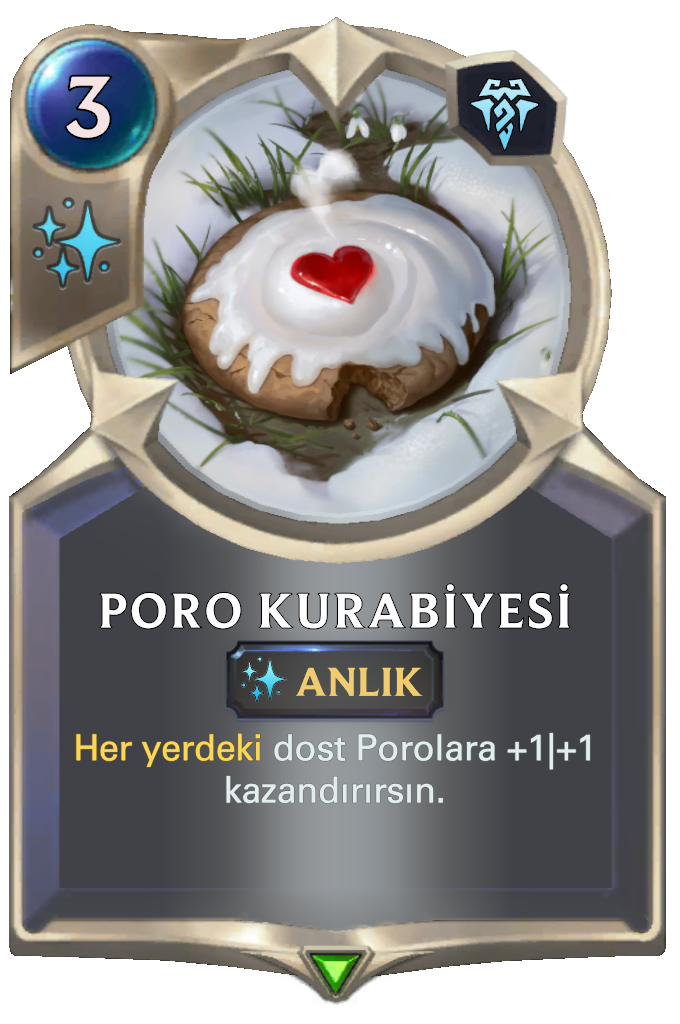 3
PORO KURABİYESİ
ANLIK
Her yerdeki dost Porolara +1|+1
kazandırırsın.